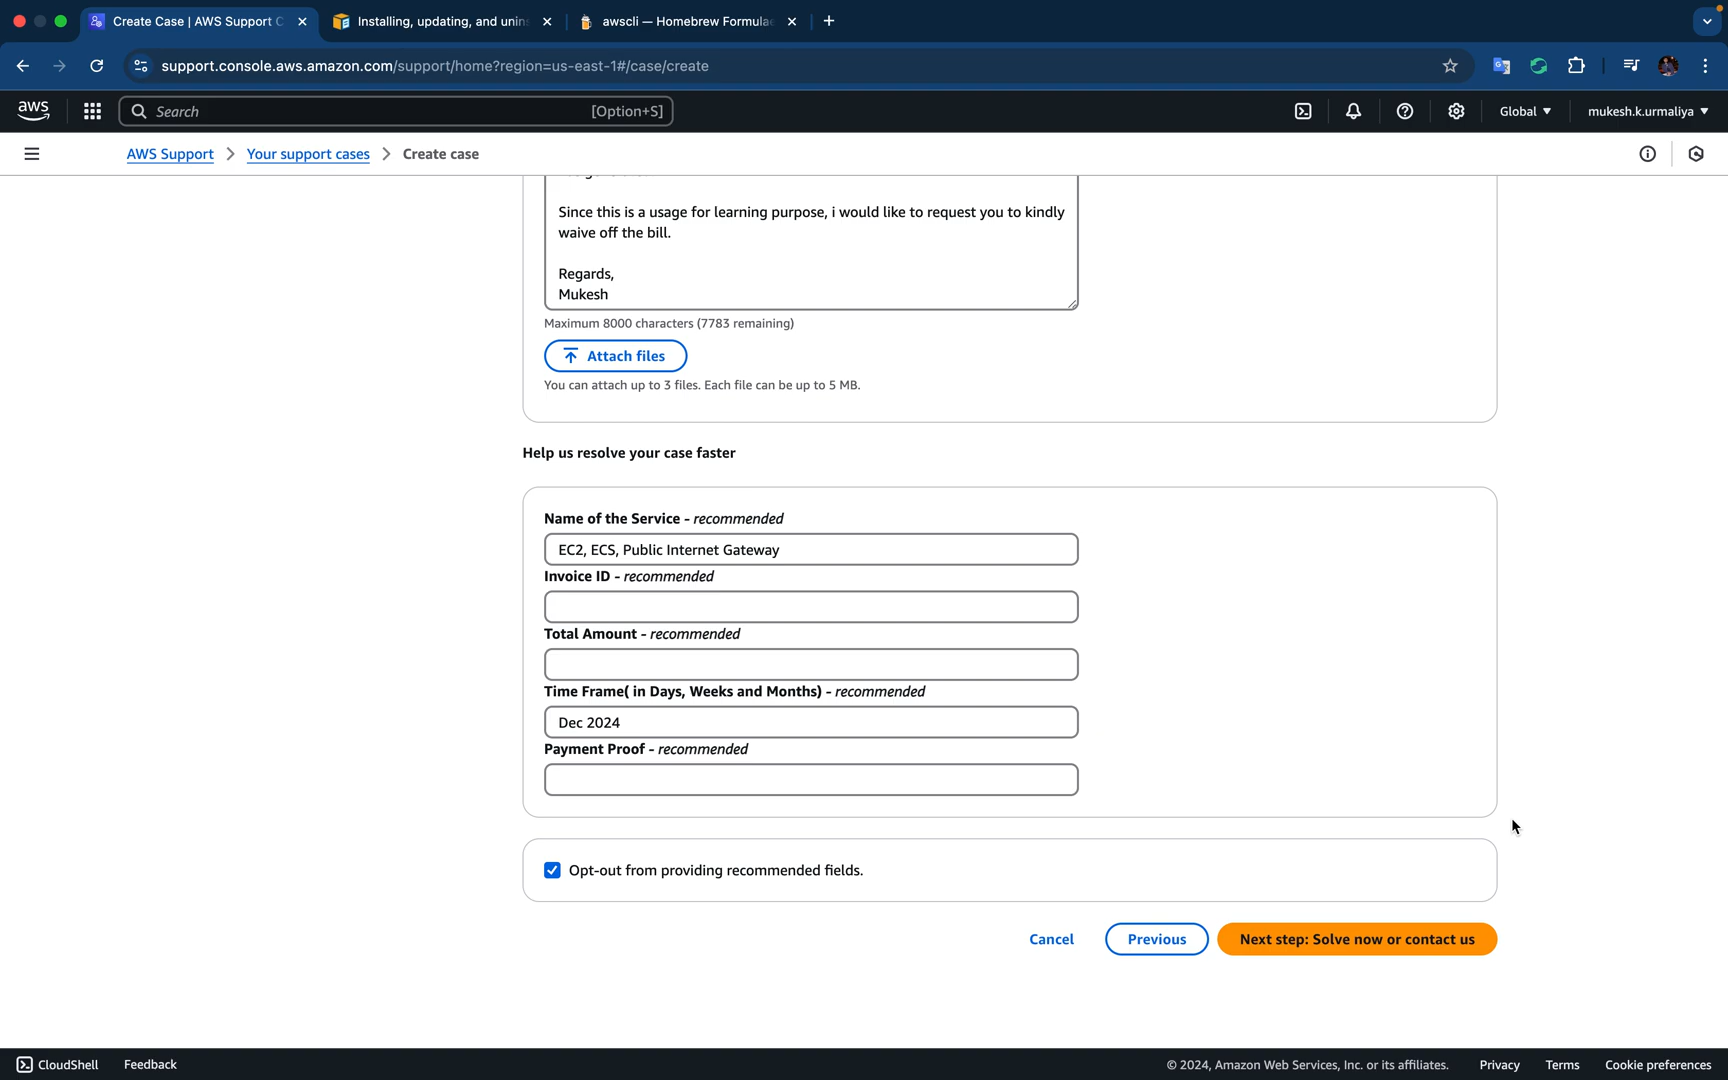 Create Case | AWS Support C
Installing, updating, and unins
awscli — Homebrew Formulae
support.console.aws.amazon.com/support/home?region=us-east-1#/case/create
aws
Search
[Option+S]
Global
mukesh.k.urmaliya
AWS Support
Your support cases
Create case
Since this is a usage for learning purpose, i would like to request you to kindly
waive off the bill.
Regards,
Mukesh
Maximum 8000 characters (7783 remaining)
Attach files
You can attach up to 3 files. Each file can be up to 5 MB.
Help us resolve your case faster
Name of the Service - recommended
EC2, ECS, Public Internet Gateway
Invoice ID - recommended
Total Amount - recommended
Time Frame( in Days, Weeks and Months) - recommended
Dec 2024
Payment Proof - recommended
Opt-out from providing recommended fields.
Cancel
Previous
Next step: Solve now or contact us
CloudShell
Feedback
© 2024, Amazon Web Services, Inc. or its affiliates.
Privacy
Terms
Cookie preferences